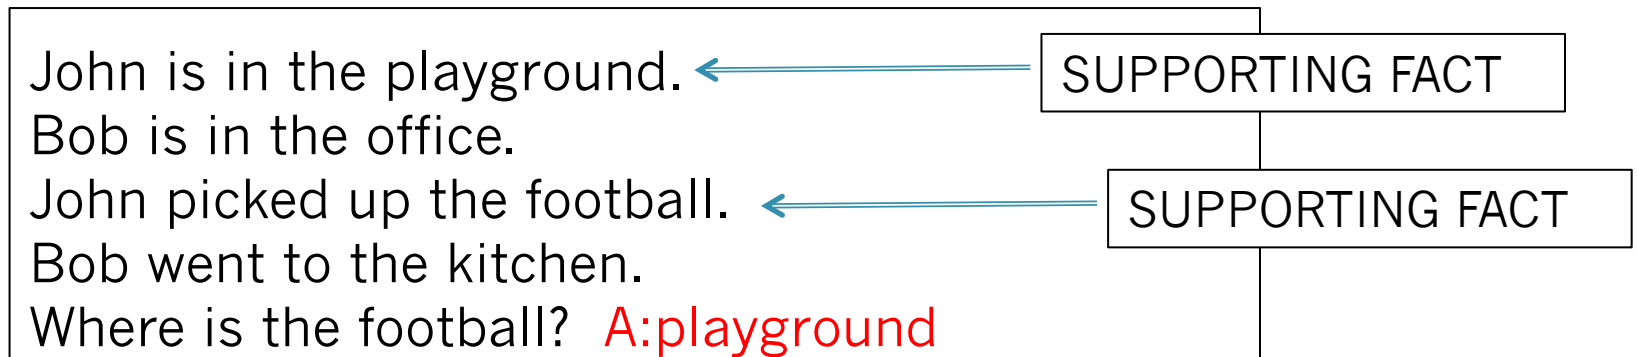 John is in the playground. SUPPORTING FACT
Bob is in the office.
John picked up the football. SUPPORTING FACT
Bob went to the kitchen.
Where is the football? A:playground